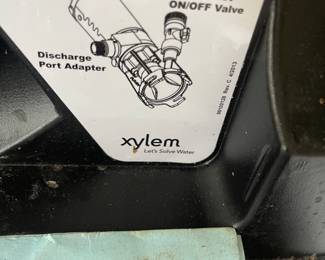 ON/OFF Valve
Discharge
Port Adapter
xylem
Let's Solve Water